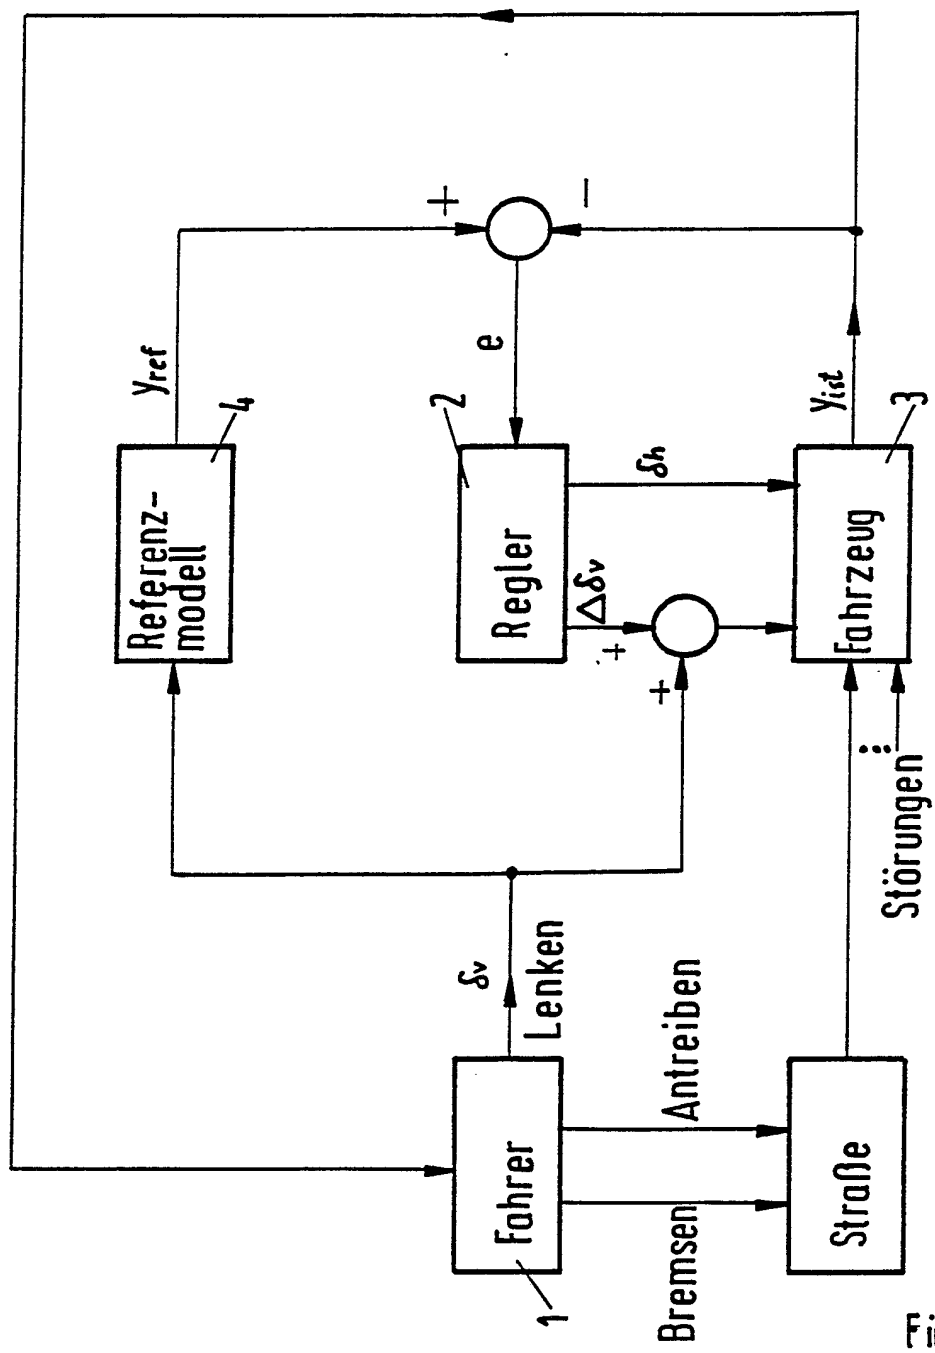 Referenz-
modell
4
yref
+
−
e
2
Regler
δh
Δδv
+
+
yist
3
Fahrzeug
Störungen
δv
Lenken
Fahrer
1
Antreiben
Bremsen
Straße